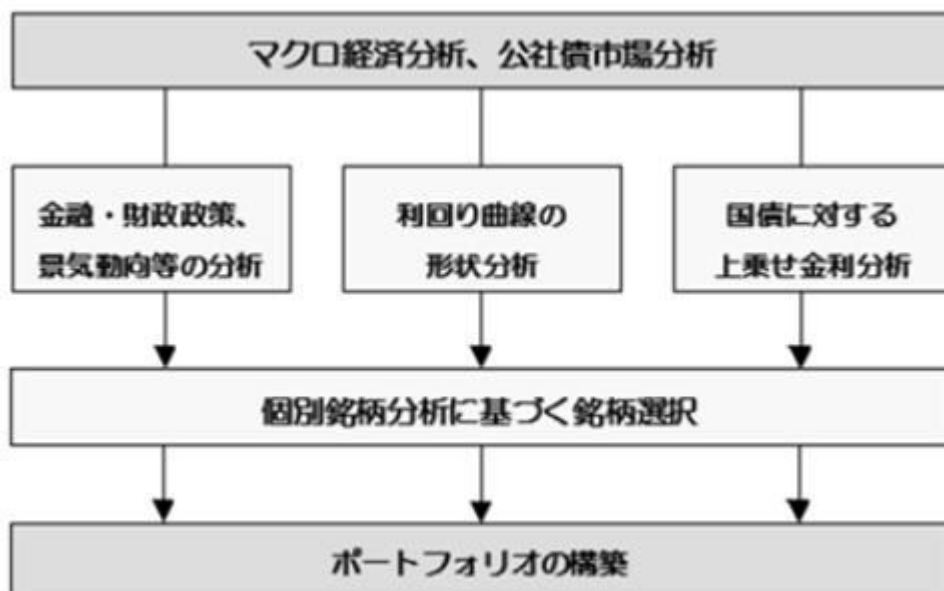 マクロ経済分析、公社債市場分析
金融・財政政策、
景気動向等の分析
利回り曲線の
形状分析
国債に対する
上乗せ金利分析
個別銘柄分析に基づく銘柄選択
ポートフォリオの構築